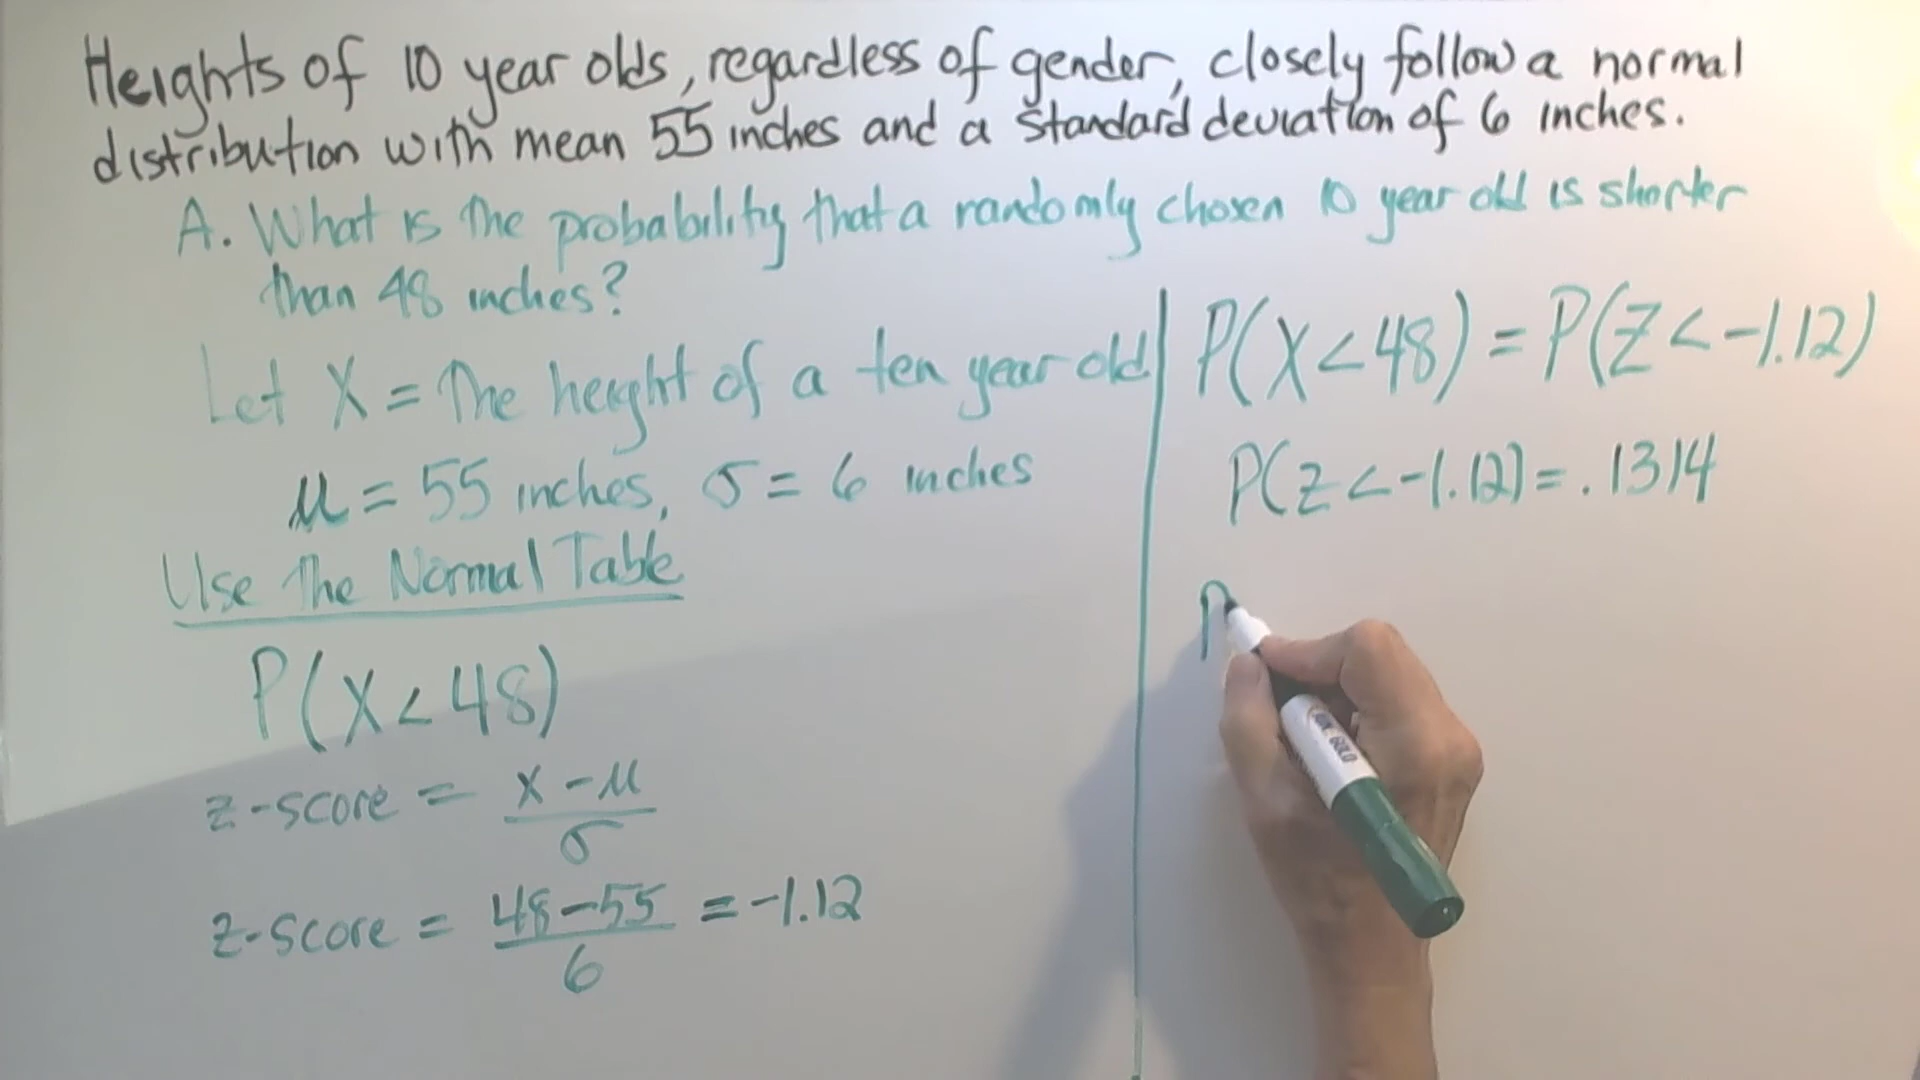 Heights of 10 year olds, regardless of gender, closely follow a normal
distribution with mean 55 inches and a standard deviation of 6 inches.
A. What is the probability that a randomly chosen 10 year old is shorter
than 48 inches?
Let X = The height of a ten year old
μ = 55 inches, σ = 6 inches
Use The Normal Table
P(X<48)
z-score = x-μ
σ
z-score = 48-55 = -1.12
6
P(X<48) = P(Z<-1.12)
P(Z<-1.12) = .1314
P